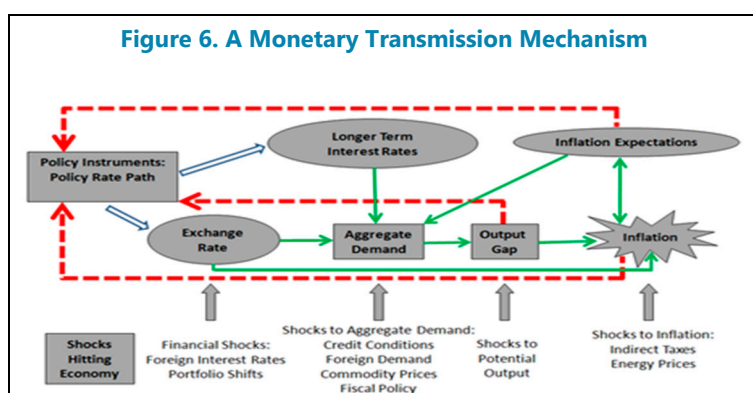 Figure 6. A Monetary Transmission Mechanism
Longer Term
Interest Rates
Inflation Expectations
Policy Instruments:
Policy Rate Path
Exchange
Rate
Aggregate
Demand
Output
Gap
Inflation
Shocks
Hitting
Economy
Financial Shocks:
Foreign Interest Rates
Portfolio Shifts
Shocks to Aggregate Demand:
Credit Conditions
Foreign Demand
Commodity Prices
Fiscal Policy
Shocks to
Potential
Output
Shocks to Inflation:
Indirect Taxes
Energy Prices